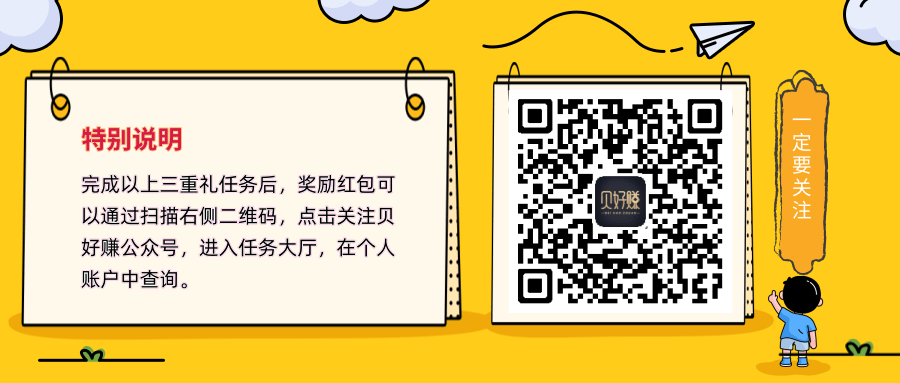 特别说明
完成以上三重礼任务后，奖励红包可
以通过扫描右侧二维码，点击关注贝
好赚公众号，进入任务大厅，在个人
账户中查询。
贝好赚
一定要关注